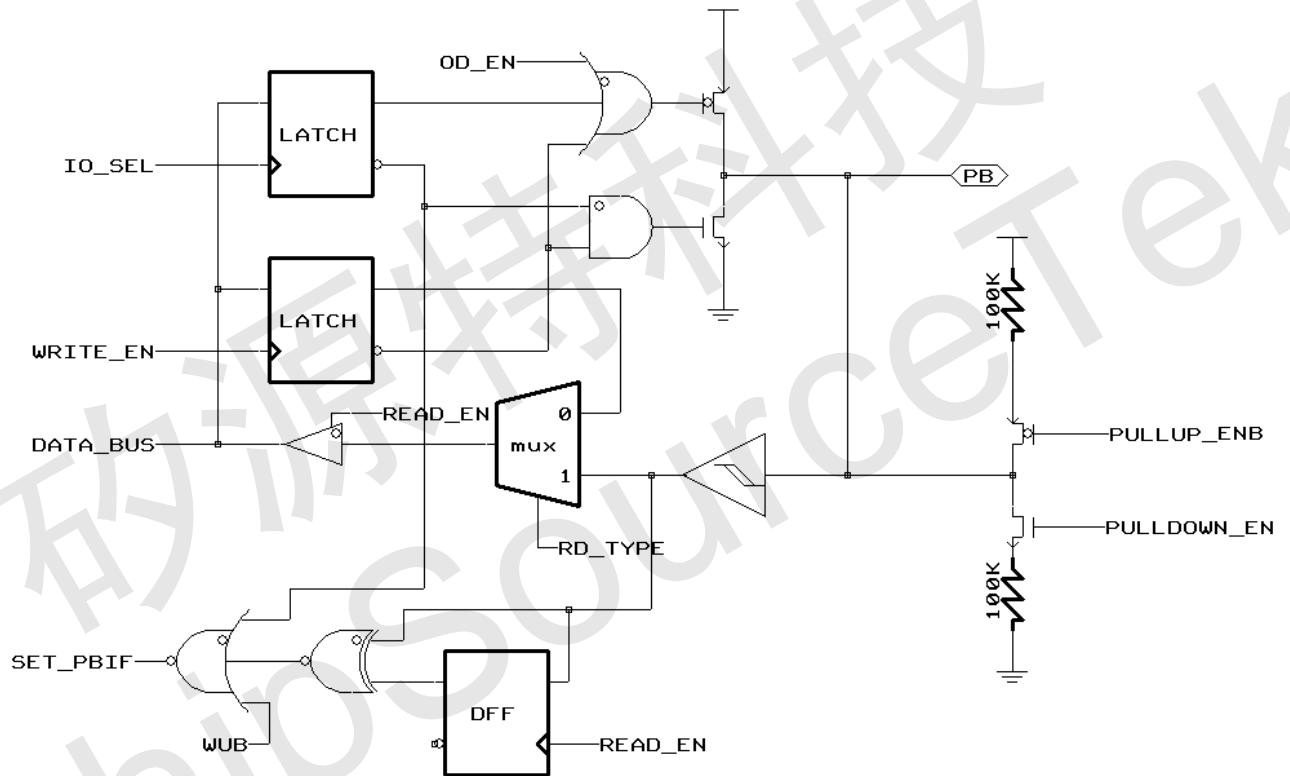 OD_EN
LATCH
IO_SEL
PB
LATCH
100K
WRITE_EN
READ_EN
0
DATA_BUS
mux
PULLUP_ENB
1
PULLDOWN_EN
RD_TYPE
100K
SET_PBIF
DFF
WUB
READ_EN
矽源特科技
ChipSourceTek